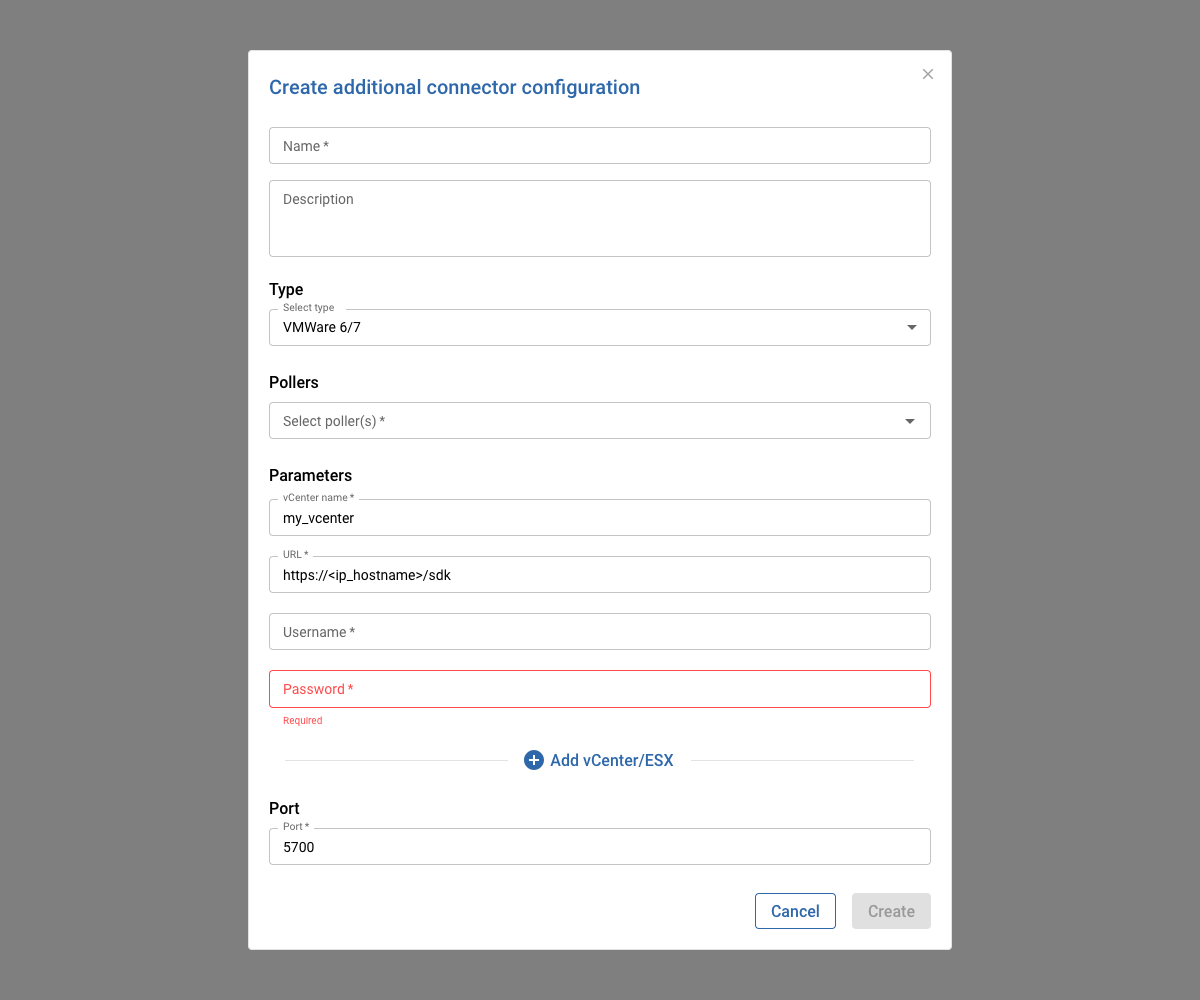 Create additional connector configuration
Name *
Description
Type
Select type
VMWare 6/7
Pollers
Select poller(s) *
Parameters
vCenter name *
my_vcenter
URL *
https://<ip_hostname>/sdk
Username *
Password *
Required
Add vCenter/ESX
Port
Port *
5700
Cancel
Create